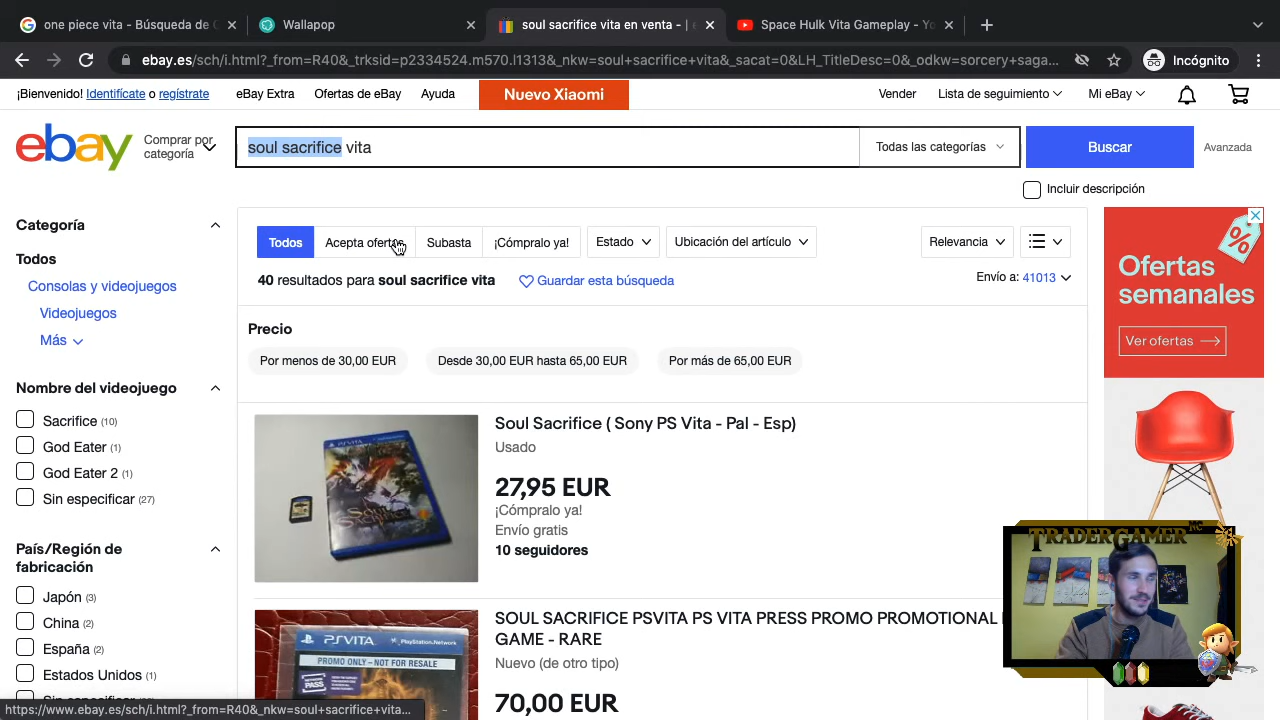 one piece vita - Búsqueda de G
Wallapop
soul sacrifice vita en venta - | e
Space Hulk Vita Gameplay - Yo
ebay.es/sch/i.html?_from=R40&_trksid=p2334524.m570.l1313&_nkw=soul+sacrifice+vita&_sacat=0&LH_TitleDesc=0&_odkw=sorcery+saga...
Incógnito
¡Bienvenido! Identifícate o regístrate
eBay Extra
Ofertas de eBay
Ayuda
Nuevo Xiaomi
Vender
Lista de seguimiento
Mi eBay
ebay
Comprar por
categoría
soul sacrifice vita
Todas las categorías
Buscar
Avanzada
Incluir descripción
Categoría
Todos
Consolas y videojuegos
Videojuegos
Más
Nombre del videojuego
Sacrifice (10)
God Eater (1)
God Eater 2 (1)
Sin especificar (27)
País/Región de
fabricación
Japón (3)
China (2)
España (2)
Estados Unidos (1)
Todos
Acepta ofertas
Subasta
¡Cómpralo ya!
Estado
Ubicación del artículo
Relevancia
40 resultados para soul sacrifice vita
Guardar esta búsqueda
Envío a: 41013
Precio
Por menos de 30,00 EUR
Desde 30,00 EUR hasta 65,00 EUR
Por más de 65,00 EUR
PSVITA
Soul Sacrifice ( Sony PS Vita - Pal - Esp)
Usado
27,95 EUR
¡Cómpralo ya!
Envío gratis
10 seguidores
PSVITA
PlayStation Network
PROMO ONLY - NOT FOR RESALE
SOUL SACRIFICE PSVITA PS VITA PRESS PROMO PROMOTIONAL
GAME - RARE
Nuevo (de otro tipo)
70,00 EUR
%
Ofertas
semanales
Ver ofertas
TRADERGAMER MC
https://www.ebay.es/sch/i.html?_from=R40&_nkw=soul+sacrifice+vita...